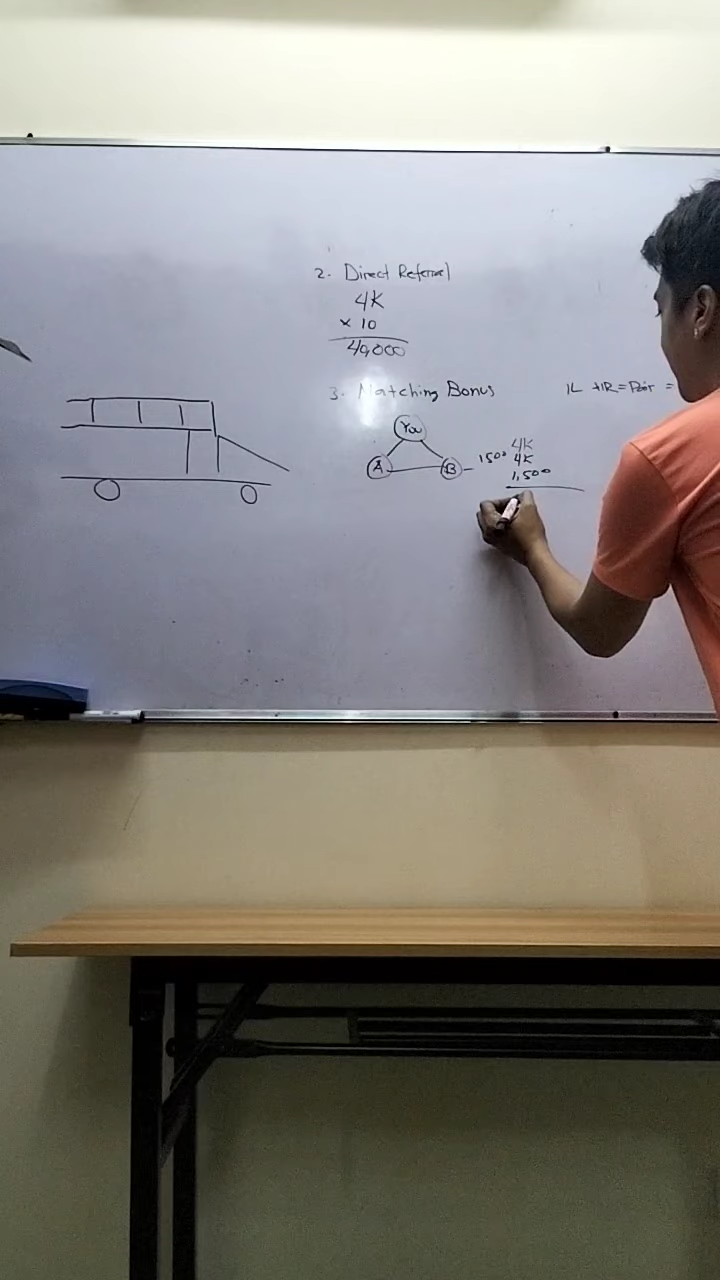 2. Direct Referral
4K
× 10
40,000
3. Matching Bonus
1L + 1R = Pair =
You
A
B - 1500
4K
4K
1,500